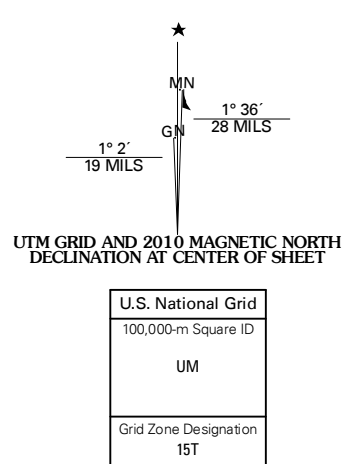 MN
1° 36´
28 MILS
GN
1° 2´
19 MILS
UTM GRID AND 2010 MAGNETIC NORTH
DECLINATION AT CENTER OF SHEET
U.S. National Grid
100,000-m Square ID
UM
Grid Zone Designation
15T